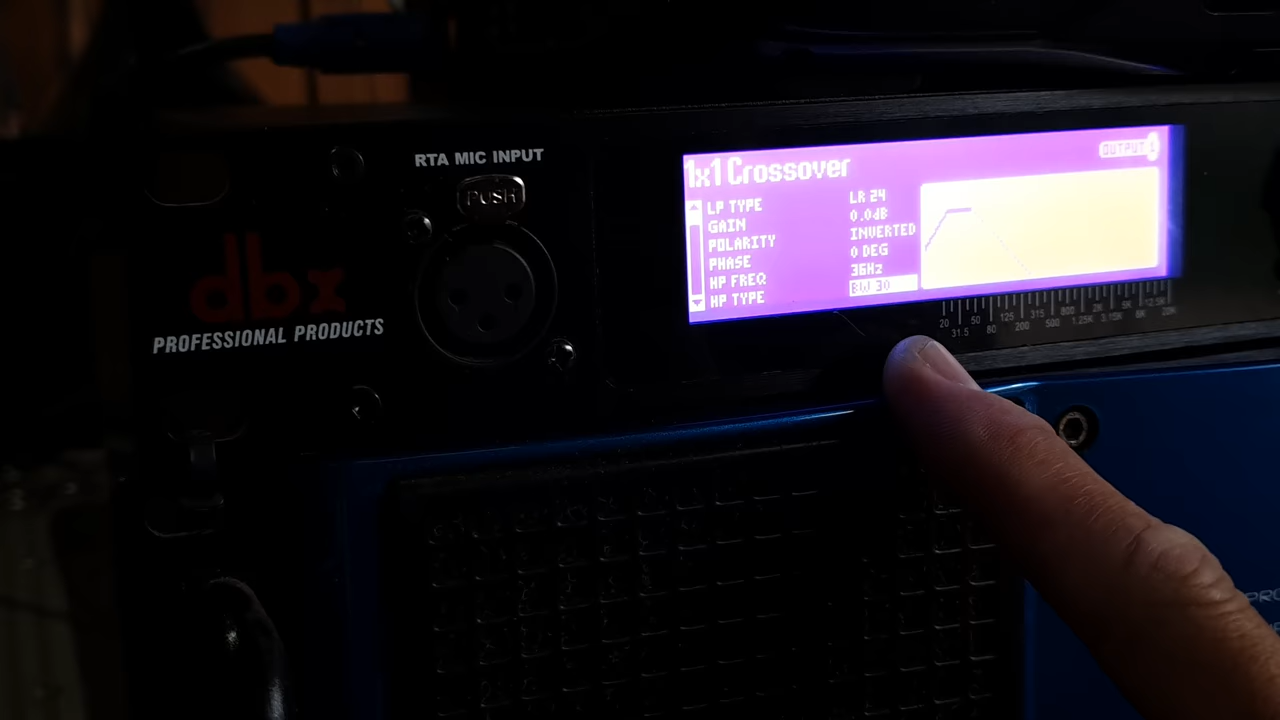 RTA MIC INPUT
PUSH
dbx
PROFESSIONAL PRODUCTS
1x1 Crossover
OUTPUT 1
LP TYPE LR 24
GAIN 0.0dB
POLARITY INVERTED
PHASE 0 DEG
HP FREQ 36Hz
HP TYPE BW 30
20 50 125 315 800 2K 5K 12.5K
31.5 80 200 500 1.25K 3.15K 8K 20K
PRO